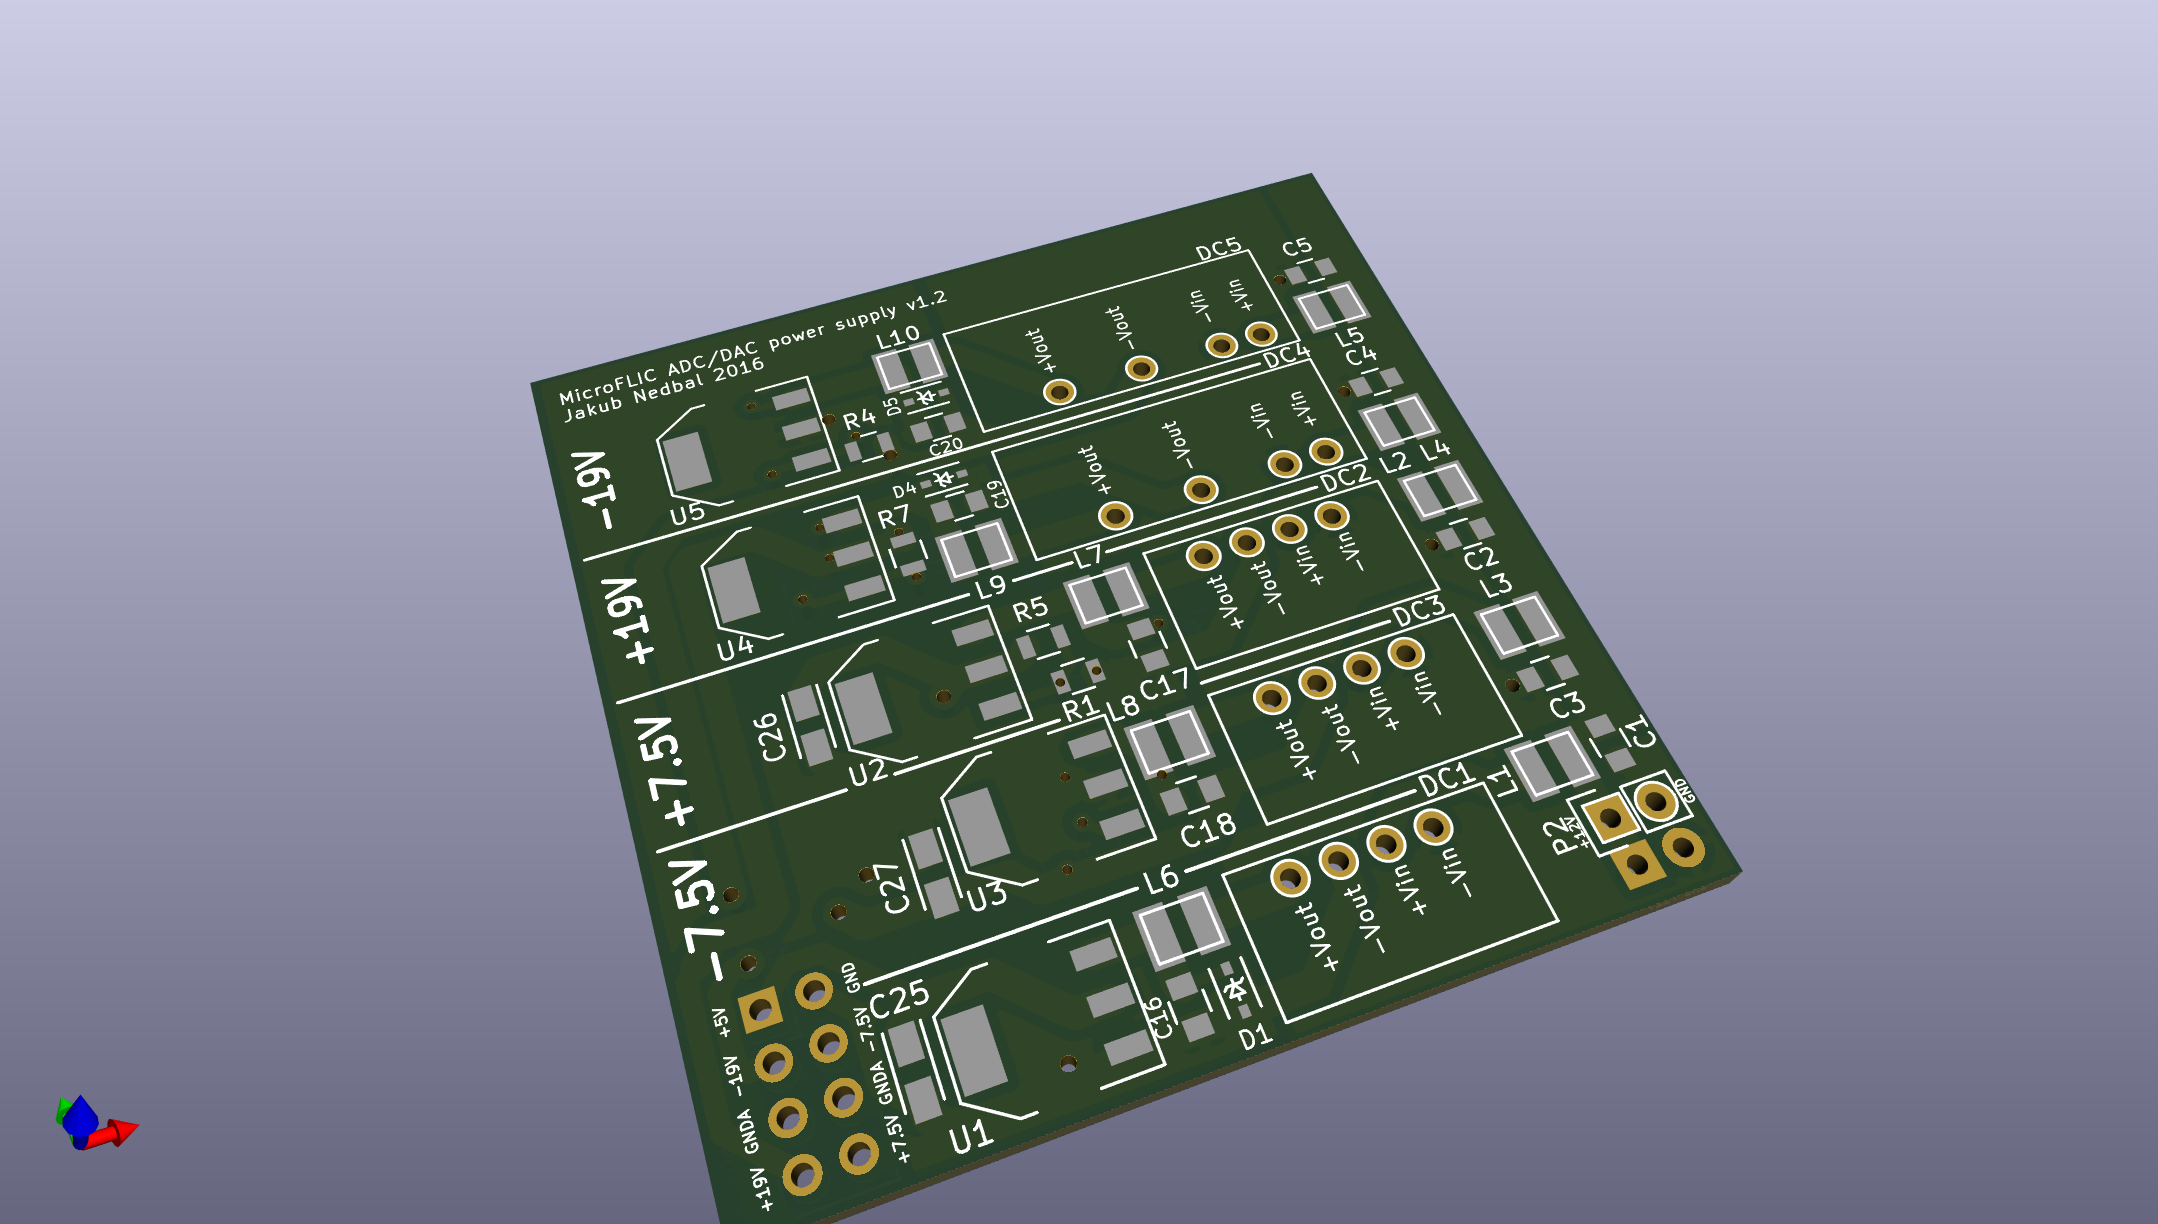 MicroFLIC ADC/DAC power supply v1.2
Jakub Nedbal 2016
DC5
C5
+Vout
-Vout
-Vin
+Vin
L10
L5
-19V
U5
R4
D5
C20
DC4
C4
+Vout
-Vout
-Vin
+Vin
L4
+19V
U4
R7
D4
C19
L9
DC2
L2
C2
+Vout
-Vout
+Vin
-Vin
L7
+7.5V
C26
U2
R5
R1
C17
DC3
L3
C3
+Vout
-Vout
+Vin
-Vin
L8
-7.5V
C27
U3
C18
DC1
L1
C1
+Vout
-Vout
+Vin
-Vin
P2
+12V
GND
L6
C25
U1
C16
D1
+5V
GND
-19V
-7.5V
GNDA
GNDA
+19V
+7.5V